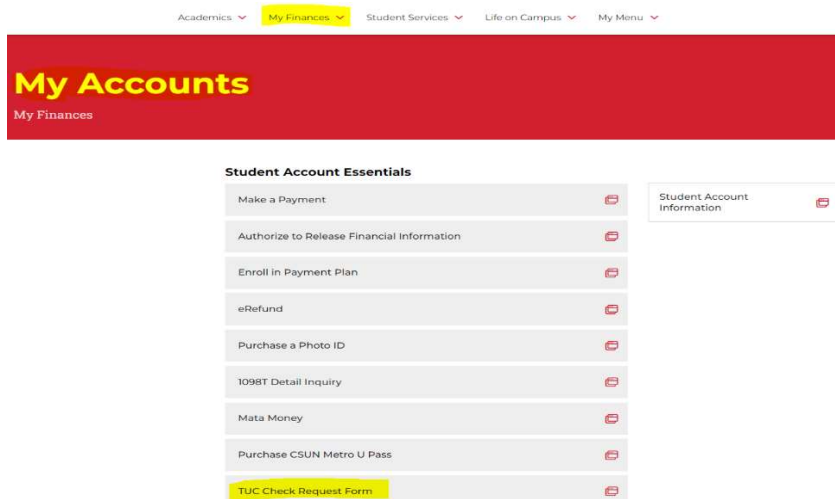 Academics My Finances Student Services Life on Campus My Menu
My Accounts
My Finances
Student Account Essentials
Make a Payment
Student Account
Information
Authorize to Release Financial Information
Enroll in Payment Plan
eRefund
Purchase a Photo ID
1098T Detail Inquiry
Mata Money
Purchase CSUN Metro U Pass
TUC Check Request Form